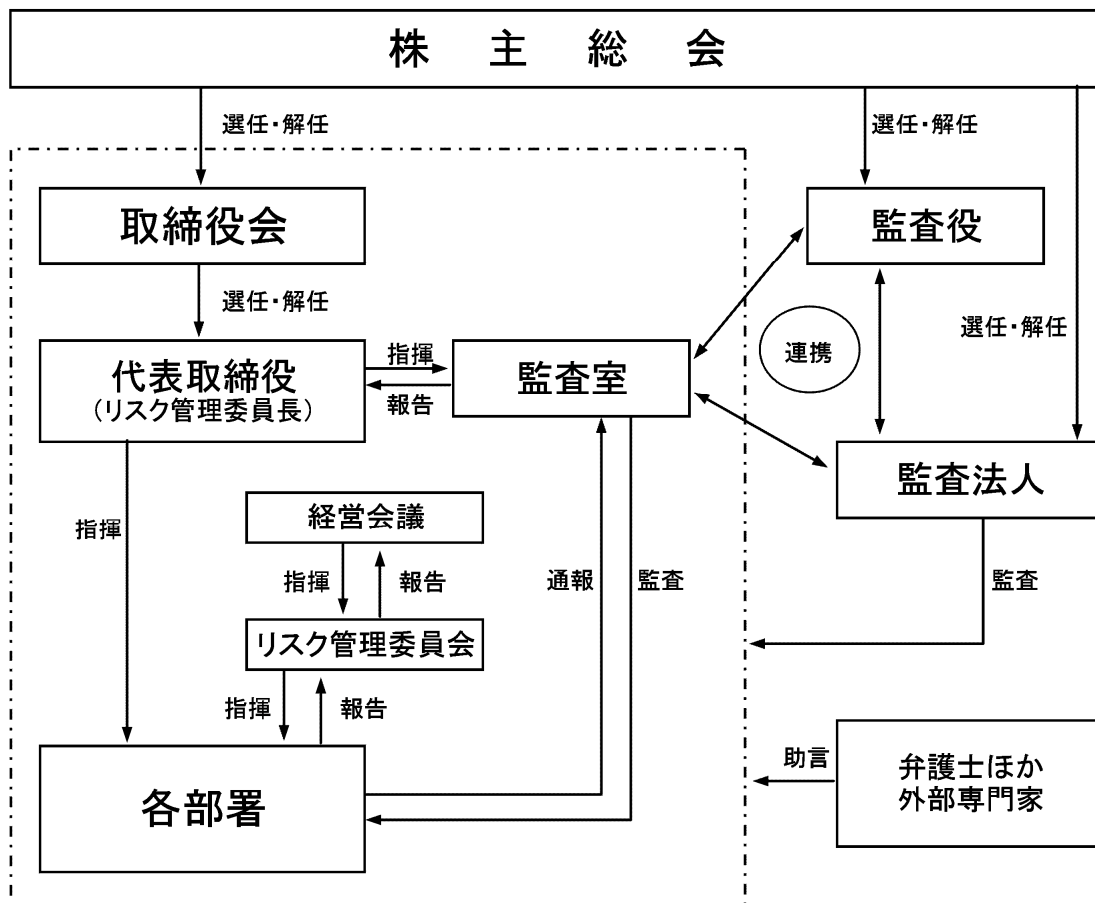 株主総会
選任・解任
選任・解任
取締役会
監査役
選任・解任
選任・解任
連携
代表取締役
(リスク管理委員長)
指揮
報告
監査室
監査法人
指揮
経営会議
指揮
報告
通報
監査
監査
リスク管理委員会
指揮
報告
各部署
助言
弁護士ほか
外部専門家